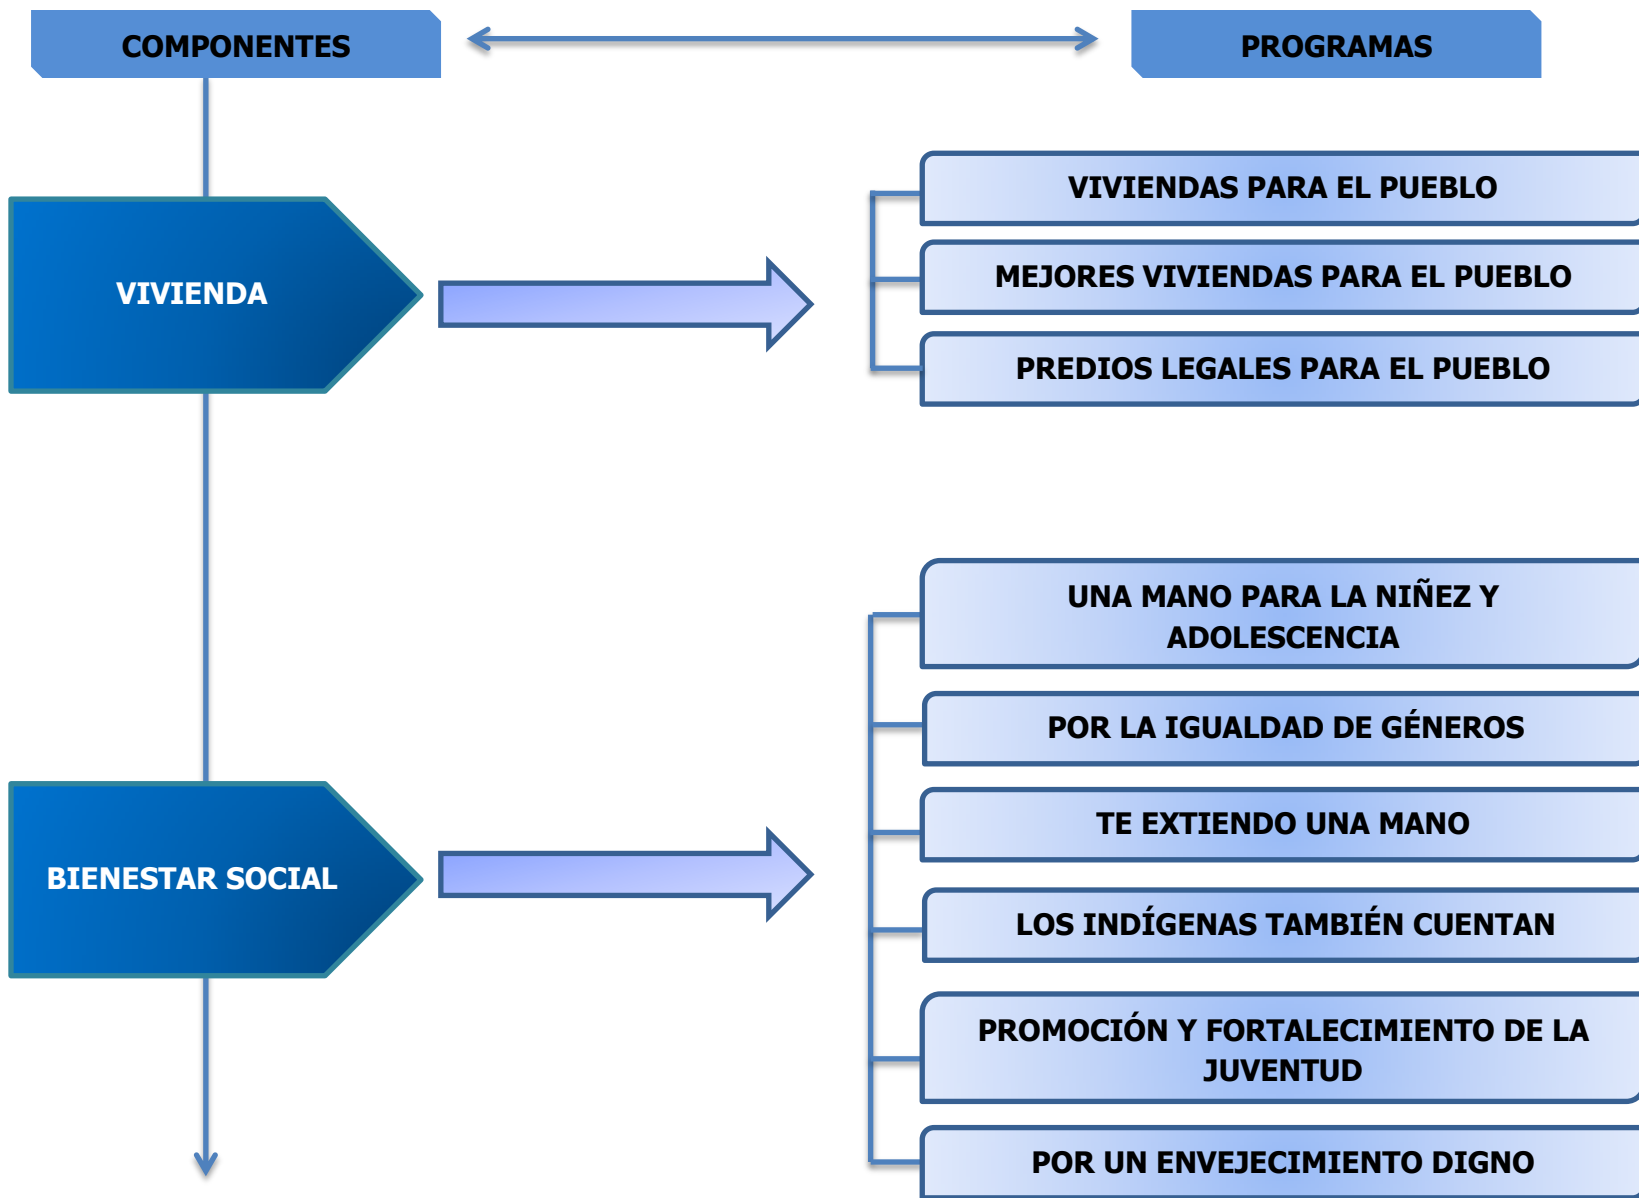 COMPONENTES
PROGRAMAS
VIVIENDA
VIVIENDAS PARA EL PUEBLO
MEJORES VIVIENDAS PARA EL PUEBLO
PREDIOS LEGALES PARA EL PUEBLO
BIENESTAR SOCIAL
UNA MANO PARA LA NIÑEZ Y
ADOLESCENCIA
POR LA IGUALDAD DE GÉNEROS
TE EXTIENDO UNA MANO
LOS INDÍGENAS TAMBIÉN CUENTAN
PROMOCIÓN Y FORTALECIMIENTO DE LA
JUVENTUD
POR UN ENVEJECIMIENTO DIGNO